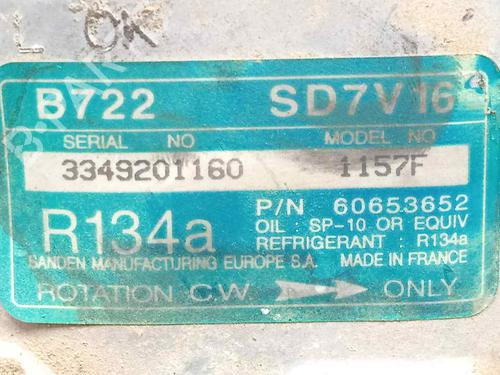 L OK
B722 SD7V16
SERIAL NO MODEL NO
3349201160 1157F
R134a P/N 60653652
OIL : SP-10 OR EQUIV
REFRIGERANT : R134a
SANDEN MANUFACTURING EUROPE S.A. MADE IN FRANCE
ROTATION C.W. ONLY